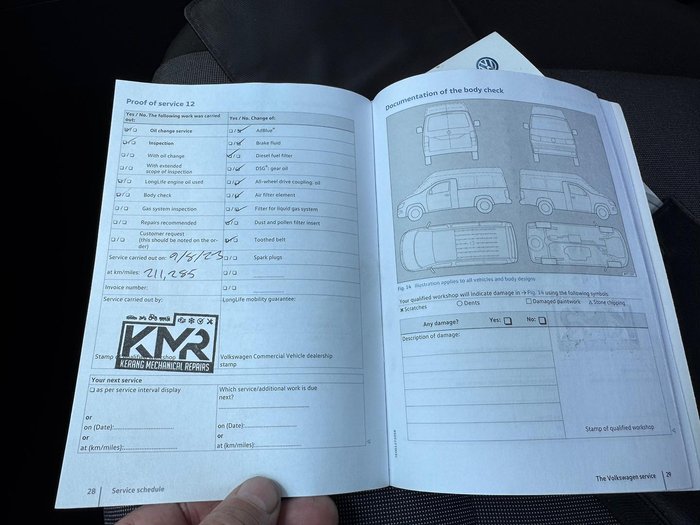 Proof of service 12
Yes / No. The following work was carried out:
Yes / No. Change of:
Oil change service
AdBlue®
Inspection
Brake fluid
With oil change
Diesel fuel filter
With extended scope of inspection
DSG®: gear oil
LongLife engine oil used
All-wheel drive coupling, oil
Body check
Air filter element
Gas system inspection
Filter for liquid gas system
Repairs recommended
Dust and pollen filter insert
Customer request
(this should be noted on the or-
der)
Toothed belt
Service carried out on: 9/8/23
Spark plugs
at km/miles: 211,285
Invoice number:
Service carried out by:
LongLife mobility guarantee:
KMR
KERANG MECHANICAL REPAIRS
Volkswagen Commercial Vehicle dealership
stamp
Your next service
as per service interval display
Which service/additional work is due
next?
or
on (Date):
on (Date):
or
or
at (km/miles):
at (km/miles):
28 | Service schedule
Documentation of the body check
Fig. 14 Illustration applies to all vehicles and body designs
Your qualified workshop will indicate damage in → Fig. 14 using the following symbols
x Scratches
○ Dents
□ Damaged paintwork
△ Stone chipping
Any damage?
Yes:
No:
Description of damage:
Stamp of qualified workshop
The Volkswagen service | 29